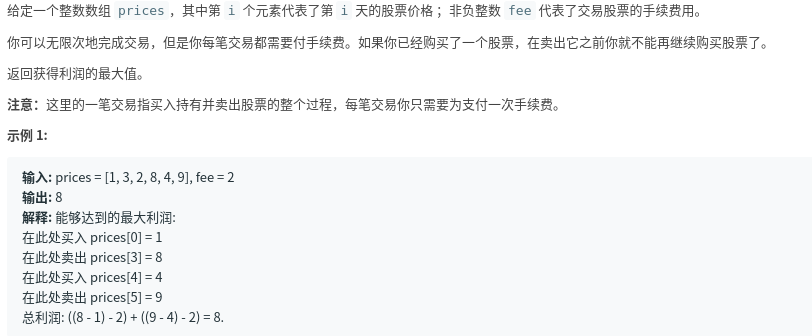 给定一个整数数组 prices，其中第 i 个元素代表了第 i 天的股票价格 ；非负整数 fee 代表了交易股票的手续费用。
你可以无限次地完成交易，但是你每笔交易都需要付手续费。如果你已经购买了一个股票，在卖出它之前你就不能再继续购买股票了。
返回获得利润的最大值。
注意：这里的一笔交易指买入持有并卖出股票的整个过程，每笔交易你只需要为支付一次手续费。
示例 1:
输入: prices = [1, 3, 2, 8, 4, 9], fee = 2
输出: 8
解释: 能够达到的最大利润:
在此处买入 prices[0] = 1
在此处卖出 prices[3] = 8
在此处买入 prices[4] = 4
在此处卖出 prices[5] = 9
总利润: ((8 - 1) - 2) + ((9 - 4) - 2) = 8.